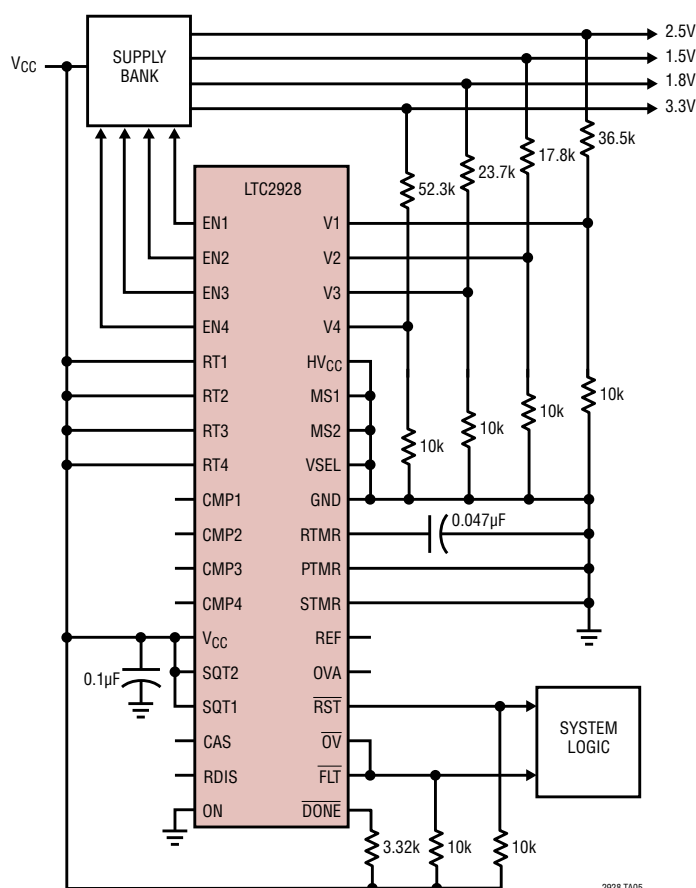 VCC
SUPPLY
BANK
2.5V
1.5V
1.8V
3.3V
52.3k
23.7k
17.8k
36.5k
LTC2928
EN1
EN2
EN3
EN4
RT1
RT2
RT3
RT4
CMP1
CMP2
CMP3
CMP4
VCC
SQT2
SQT1
CAS
RDIS
ON
V1
V2
V3
V4
HVCC
MS1
MS2
VSEL
GND
RTMR
PTMR
STMR
REF
OVA
RST
OV
FLT
DONE
10k
10k
10k
10k
0.047µF
0.1µF
SYSTEM
LOGIC
3.32k
10k
10k
2928 TA05